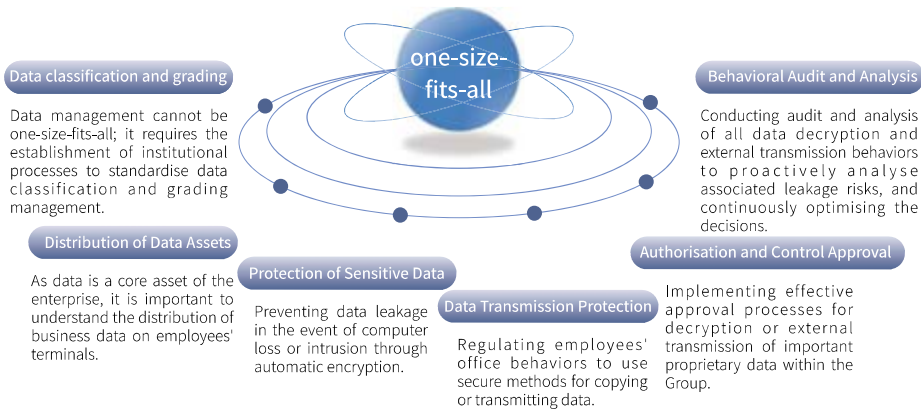 one-size-
fits-all
Data classification and grading
Data management cannot be
one-size-fits-all; it requires the
establishment of institutional
processes to standardise data
classification and grading
management.
Distribution of Data Assets
As data is a core asset of the
enterprise, it is important to
understand the distribution of
business data on employees'
terminals.
Protection of Sensitive Data
Preventing data leakage
in the event of computer
loss or intrusion through
automatic encryption.
Data Transmission Protection
Regulating employees'
office behaviors to use
secure methods for copying
or transmitting data.
Authorisation and Control Approval
Implementing effective
approval processes for
decryption or external
transmission of important
proprietary data within the
Group.
Behavioral Audit and Analysis
Conducting audit and analysis
of all data decryption and
external transmission behaviors
to proactively analyse
associated leakage risks, and
continuously optimising the
decisions.